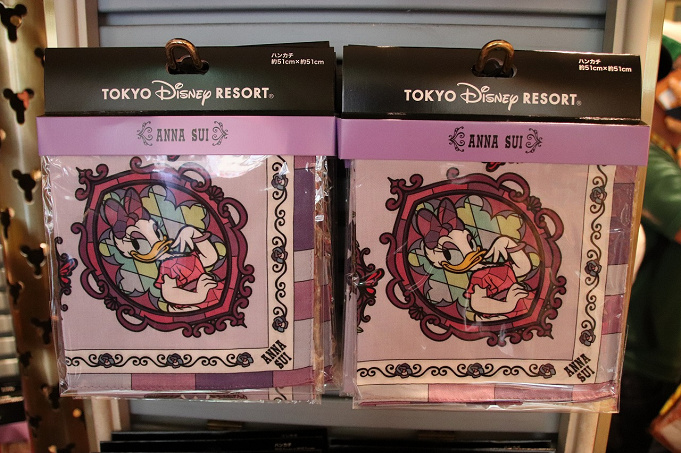 ハンカチ
約51cm×約51cm
TOKYO Disney RESORT®
ANNA SUI
ANNA
SUI
ハンカチ
約51cm×約51cm
TOKYO Disney RESORT®
ANNA SUI
ANNA
SUI